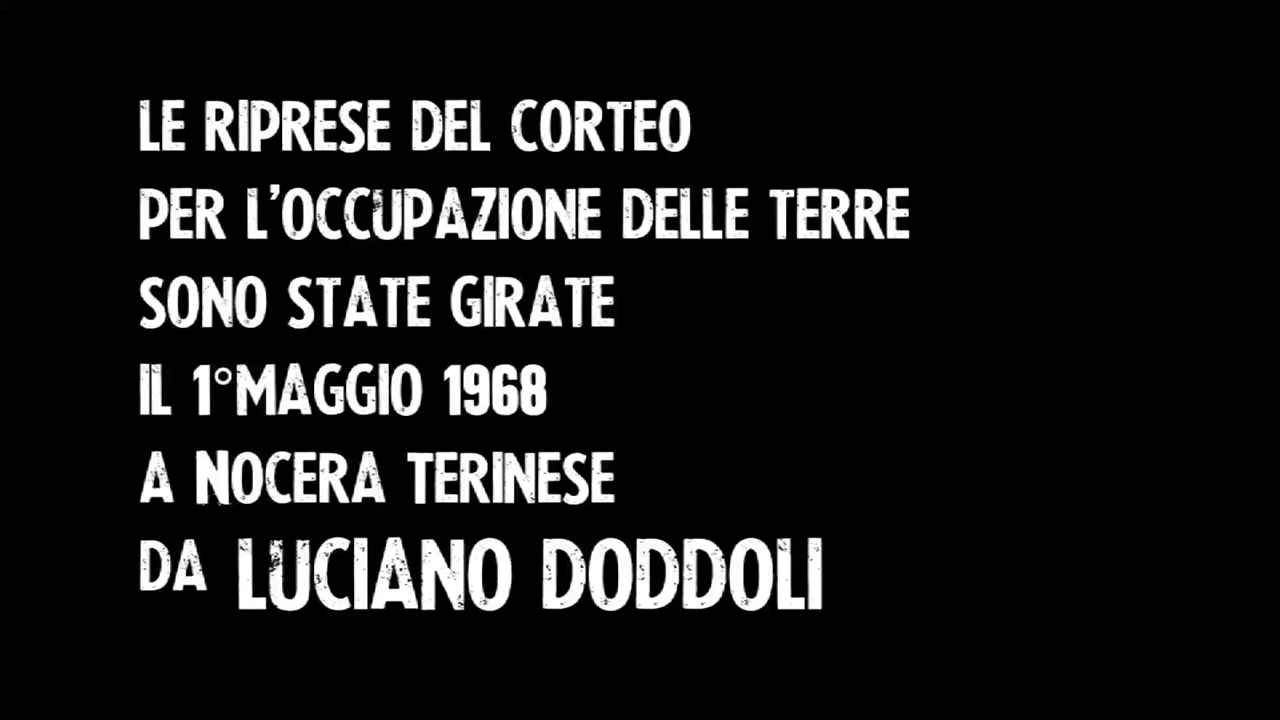 LE RIPRESE DEL CORTEO
PER L'OCCUPAZIONE DELLE TERRE
SONO STATE GIRATE
IL 1°MAGGIO 1968
A NOCERA TERINESE
DA LUCIANO DODDOLI